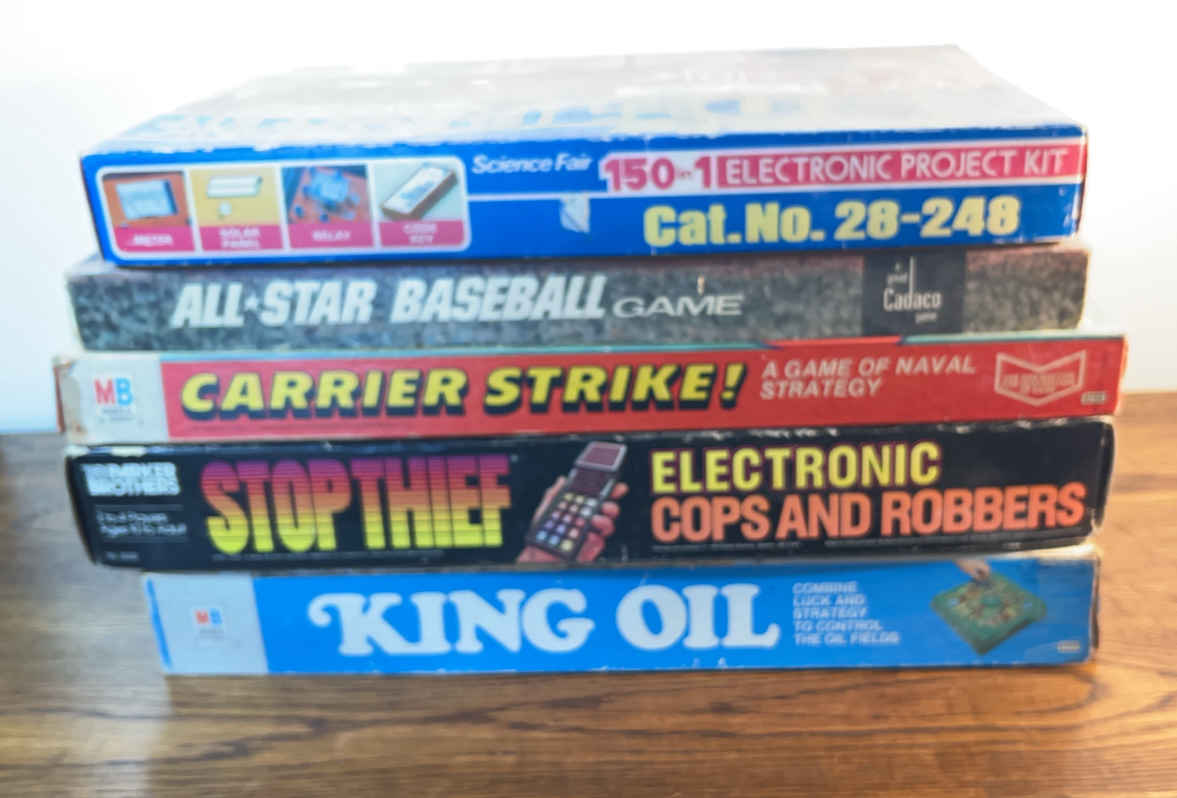 Science Fair 150 in 1 ELECTRONIC PROJECT KIT
Cat. No. 28-248
METER
SOLAR PANEL
RELAY
CODE KEY
ALL★STAR BASEBALL GAME
a
good
Cadaco
game
MB
CARRIER STRIKE!
A GAME OF NAVAL
STRATEGY
PARKER
BROTHERS
STOP THIEF
ELECTRONIC
COPS AND ROBBERS
MB
KING OIL
COMBINE
LUCK AND
STRATEGY
TO CONTROL
THE OIL FIELDS